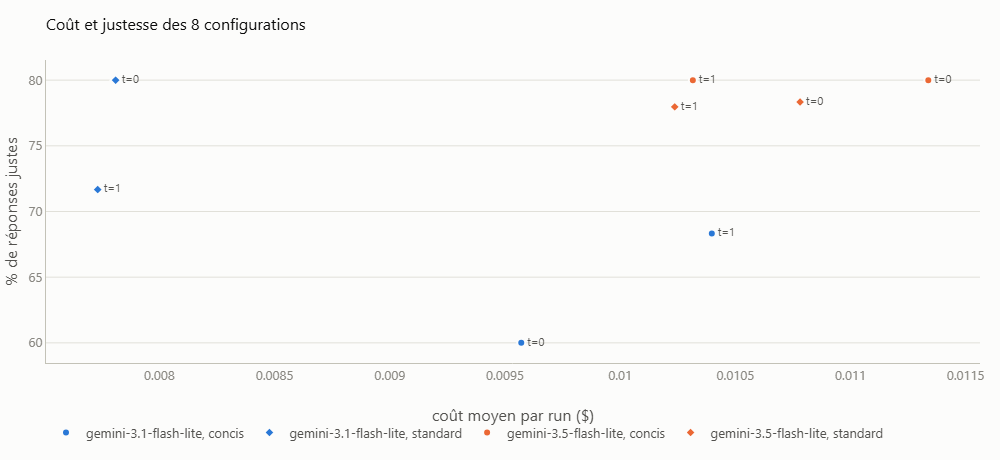 Coût et justesse des 8 configurations
% de réponses justes
80
75
70
65
60
t=0
t=1
t=0
t=1
t=0
t=1
t=1
t=0
0.008
0.0085
0.009
0.0095
0.01
0.0105
0.011
0.0115
coût moyen par run ($)
gemini-3.1-flash-lite, concis
gemini-3.1-flash-lite, standard
gemini-3.5-flash-lite, concis
gemini-3.5-flash-lite, standard